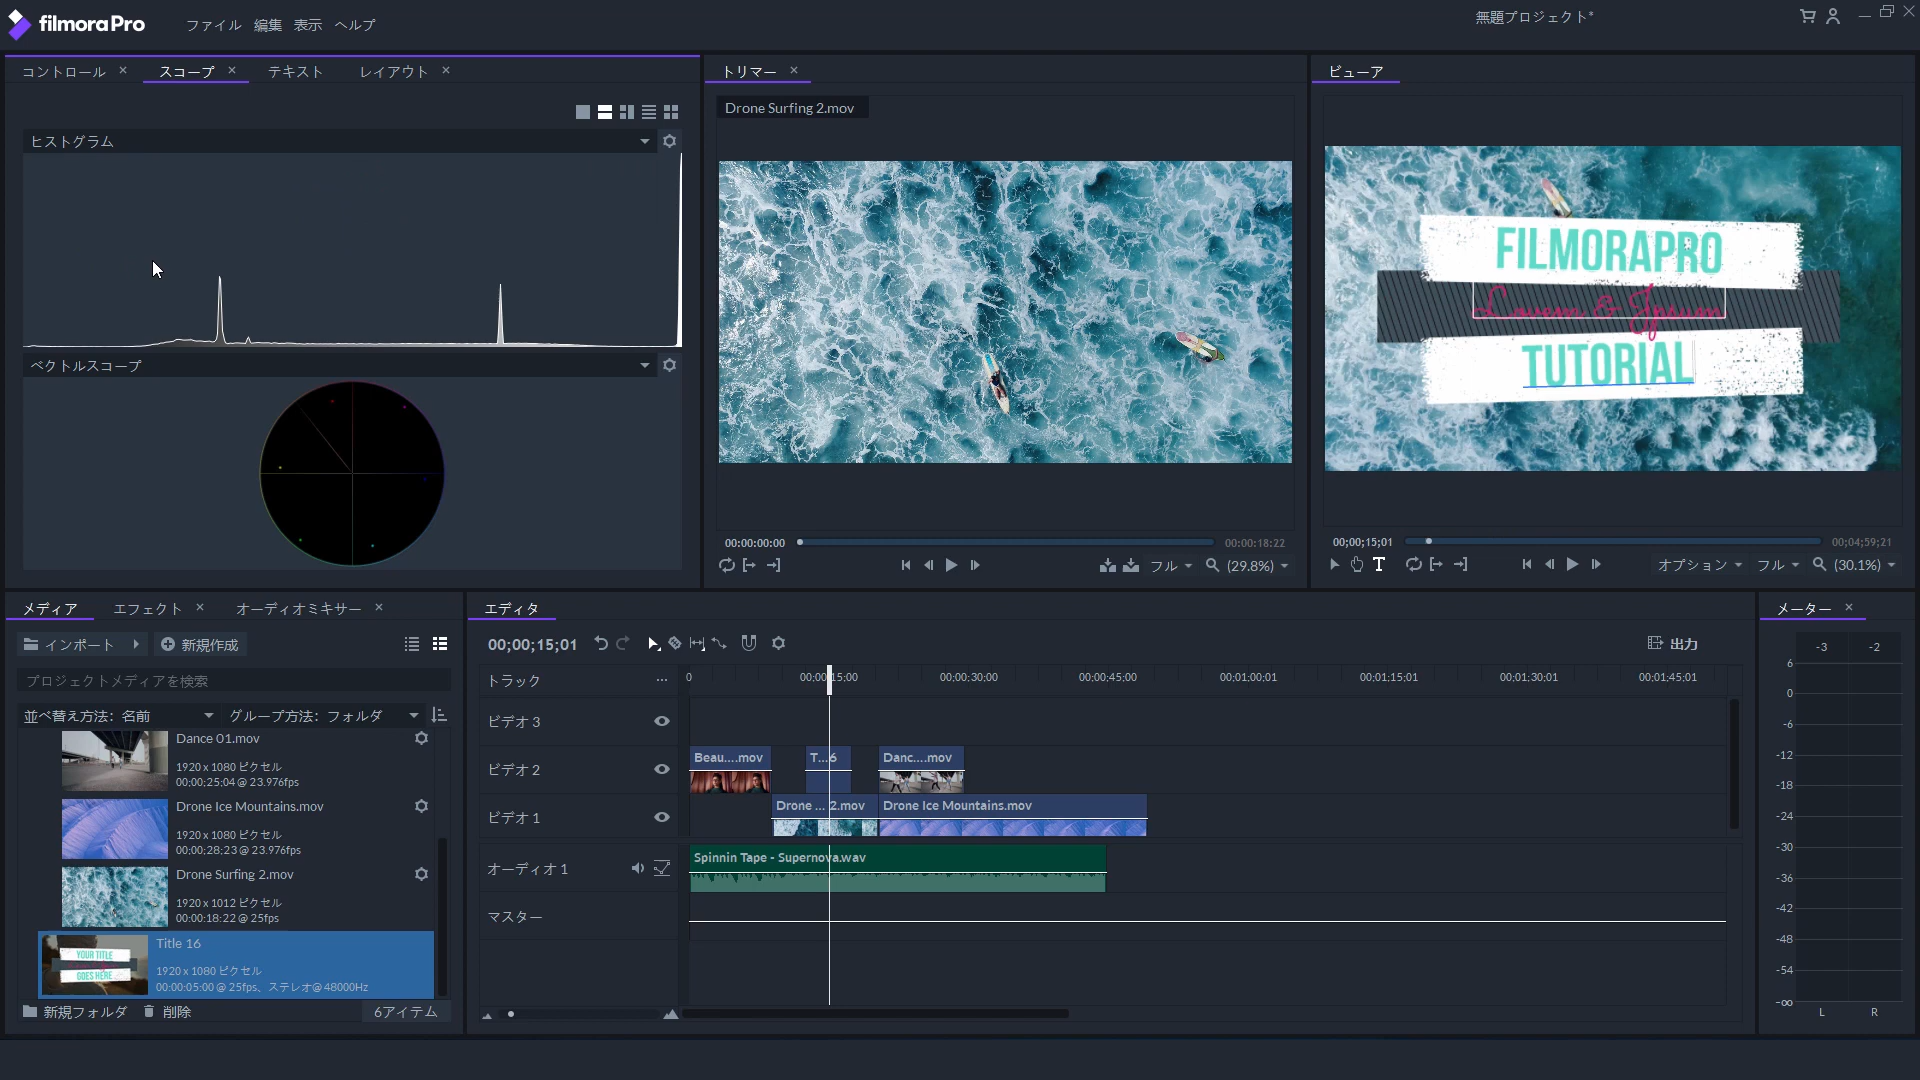 filmoraPro
ファイル 編集 表示 ヘルプ
無題プロジェクト*
コントロール スコープ テキスト レイアウト
ヒストグラム
ベクトルスコープ
トリマー
Drone Surfing 2.mov
00:00:00:00
00:00:18:22
フル (29.8%)
ビューア
FILMORAPRO
Lorem & Ipsum
TUTORIAL
00;00;15;01
00;04;59;21
オプション フル (30.1%)
メディア エフェクト オーディオミキサー
インポート 新規作成
プロジェクトメディアを検索
並べ替え方法: 名前 グループ方法: フォルダ
Dance 01.mov
1920 x 1080 ピクセル
00:00:25;04 @ 23.976fps
Drone Ice Mountains.mov
1920 x 1080 ピクセル
00:00:28;23 @ 23.976fps
Drone Surfing 2.mov
1920 x 1012 ピクセル
00:00:18:22 @ 25fps
YOUR TITLE
GOES HERE
Title 16
1920 x 1080 ピクセル
00:00:05:00 @ 25fps、ステレオ@ 48000Hz
新規フォルダ 削除 6アイテム
エディタ
00;00;15;01
出力
トラック
0 00:00:15:00 00;00;30;00 00;00;45;00 00;01;00;01 00;01;15;01 00;01;30;01 00;01;45;01
ビデオ 3
ビデオ 2
Beau....mov T...6 Danc....mov
ビデオ 1
Drone ... 2.mov Drone Ice Mountains.mov
オーディオ 1
Spinnin Tape - Supernova.wav
マスター
メーター
-3 -2
6
0
-6
-12
-18
-24
-30
-36
-42
-48
-54
-∞
L R